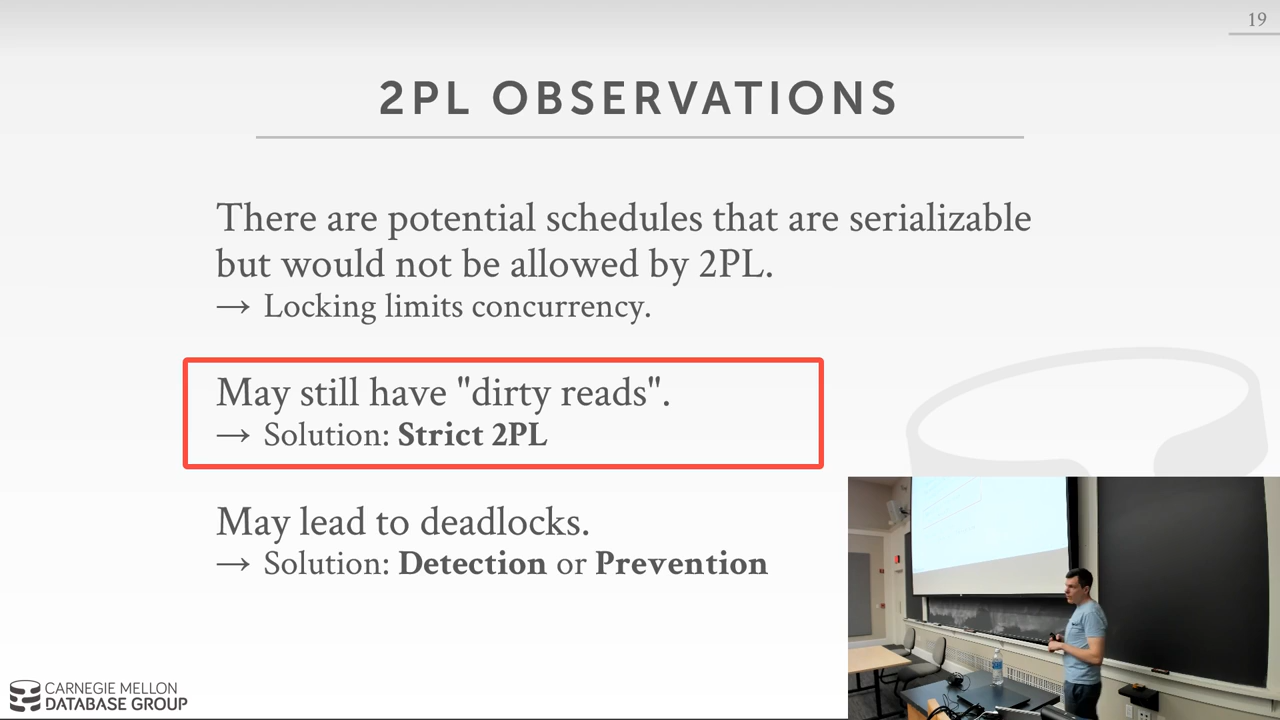 19
2PL OBSERVATIONS
There are potential schedules that are serializable
but would not be allowed by 2PL.
→ Locking limits concurrency.
May still have "dirty reads".
→ Solution: Strict 2PL
May lead to deadlocks.
→ Solution: Detection or Prevention
CARNEGIE MELLON
DATABASE GROUP